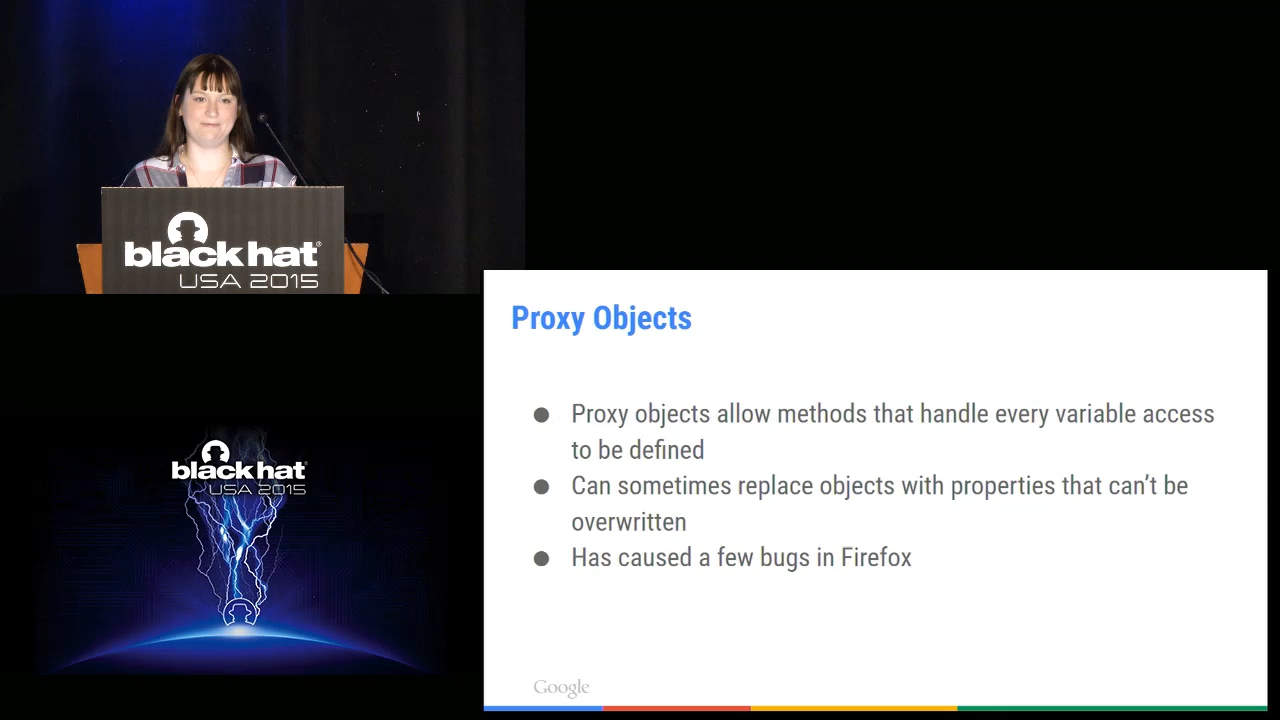 black hat
USA 2015
Proxy Objects
● Proxy objects allow methods that handle every variable access
to be defined
● Can sometimes replace objects with properties that can't be
overwritten
● Has caused a few bugs in Firefox
Google
black hat
USA 2015